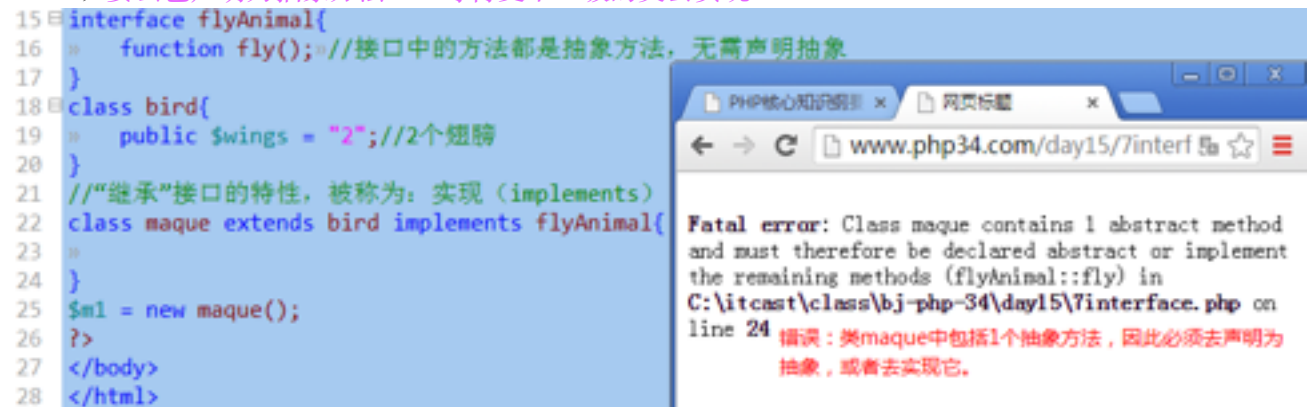 15 interface flyAnimal{
16 function fly();//接口中的方法都是抽象方法，无需声明抽象
17 }
18 class bird{
19 public $wings = "2";//2个翅膀
20 }
21 //“继承”接口的特性，被称为：实现（implements）
22 class maque extends bird implements flyAnimal{
23
24 }
25 $m1 = new maque();
26 ?>
27 </body>
28 </html>
PHP核心知识 网页标题
www.php34.com/day15/7interf
Fatal error: Class maque contains 1 abstract method
and must therefore be declared abstract or implement
the remaining methods (flyAnimal::fly) in
C:\itcast\class\bj-php-34\day15\7interface.php on
line 24
错误：类maque中包括1个抽象方法，因此必须去声明为
抽象，或者去实现它。